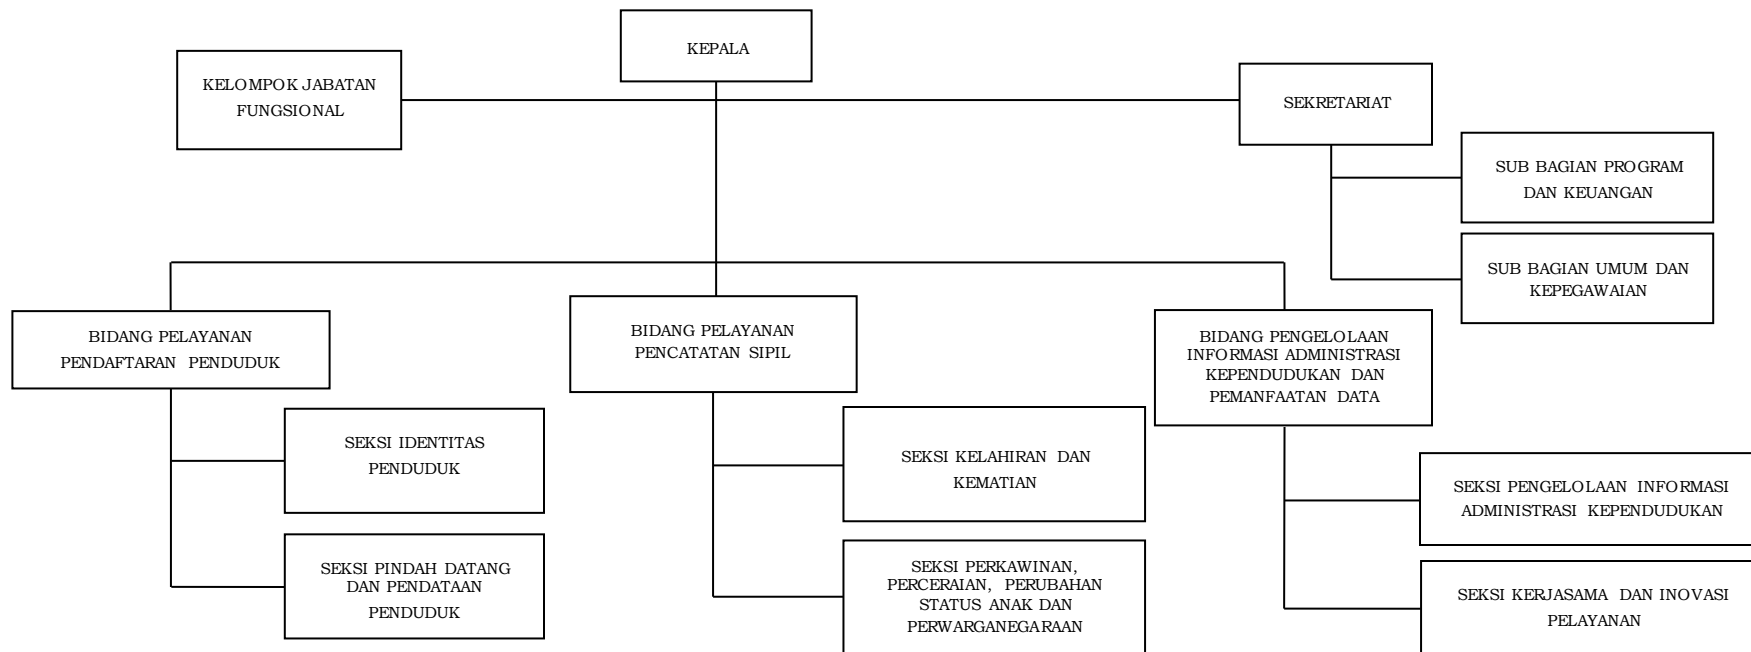 KEPALA
KELOMPOK JABATAN
FUNGSIONAL
SEKRETARIAT
SUB BAGIAN PROGRAM
DAN KEUANGAN
SUB BAGIAN UMUM DAN
KEPEGAWAIAN
BIDANG PELAYANAN
PENDAFTARAN PENDUDUK
BIDANG PELAYANAN
PENCATATAN SIPIL
BIDANG PENGELOLAAN
INFORMASI ADMINISTRASI
KEPENDUDUKAN DAN
PEMANFAATAN DATA
SEKSI IDENTITAS
PENDUDUK
SEKSI PINDAH DATANG
DAN PENDATAAN
PENDUDUK
SEKSI KELAHIRAN DAN
KEMATIAN
SEKSI PERKAWINAN,
PERCERAIAN, PERUBAHAN
STATUS ANAK DAN
PERWARGANEGARAAN
SEKSI PENGELOLAAN INFORMASI
ADMINISTRASI KEPENDUDUKAN
SEKSI KERJASAMA DAN INOVASI
PELAYANAN